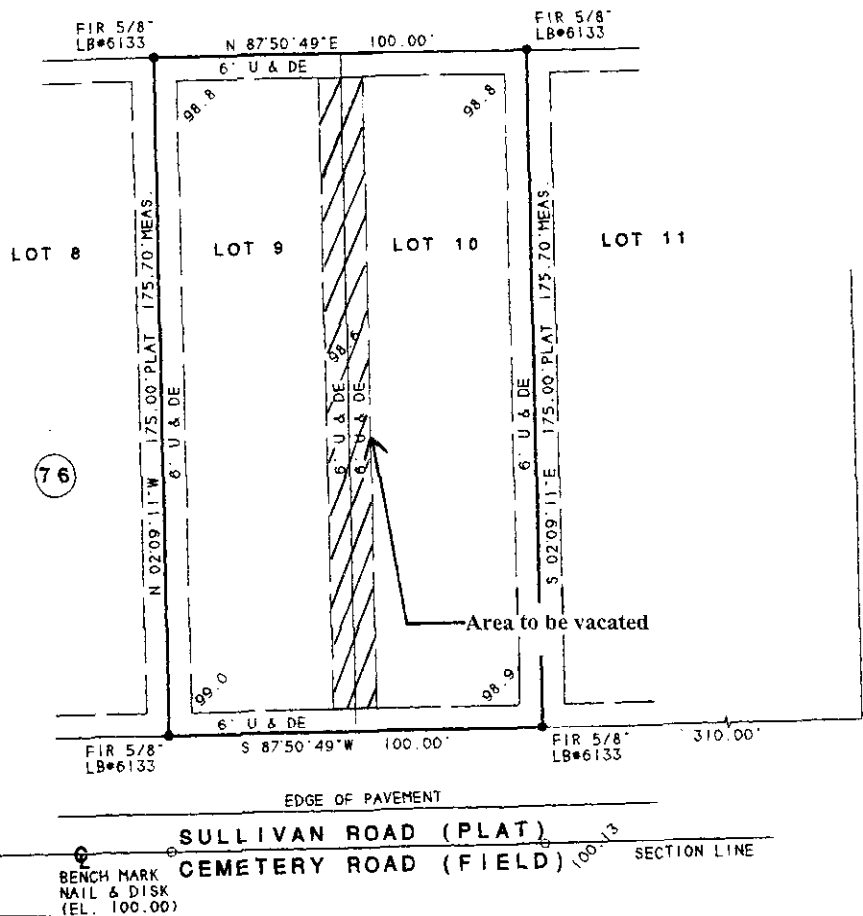 FIR 5/8"
LB#6133
N 87°50'49"E 100.00'
FIR 5/8"
LB#6133
6' U & DE
98.8
98.8
LOT 8
N 02°09'11"W 175.00'PLAT 175.70'MEAS.
6' U & DE
LOT 9
98.6
6' U & DE
6' U & DE
LOT 10
6' U & DE
S 02°09'11"E 175.00'PLAT 175.70'MEAS.
LOT 11
76
Area to be vacated
99.0
98.9
6' U & DE
FIR 5/8"
LB#6133
S 87°50'49"W 100.00'
FIR 5/8"
LB#6133
310.00'
EDGE OF PAVEMENT
SULLIVAN ROAD (PLAT)
CEMETERY ROAD (FIELD)
100.13
SECTION LINE
BENCH MARK
NAIL & DISK
(EL. 100.00)